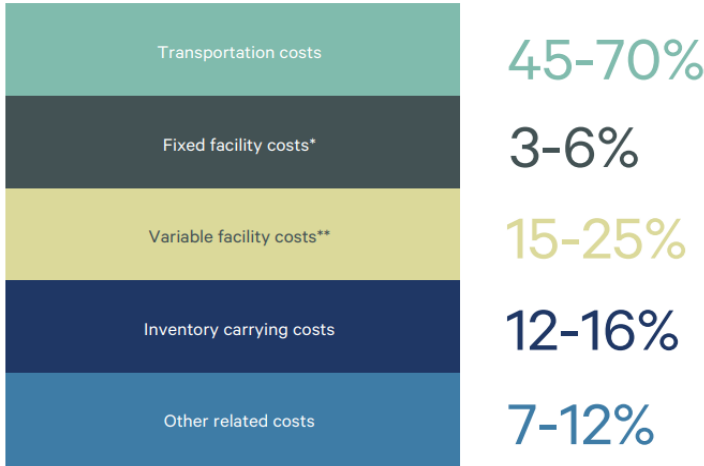 Transportation costs 45-70%
Fixed facility costs* 3-6%
Variable facility costs** 15-25%
Inventory carrying costs 12-16%
Other related costs 7-12%